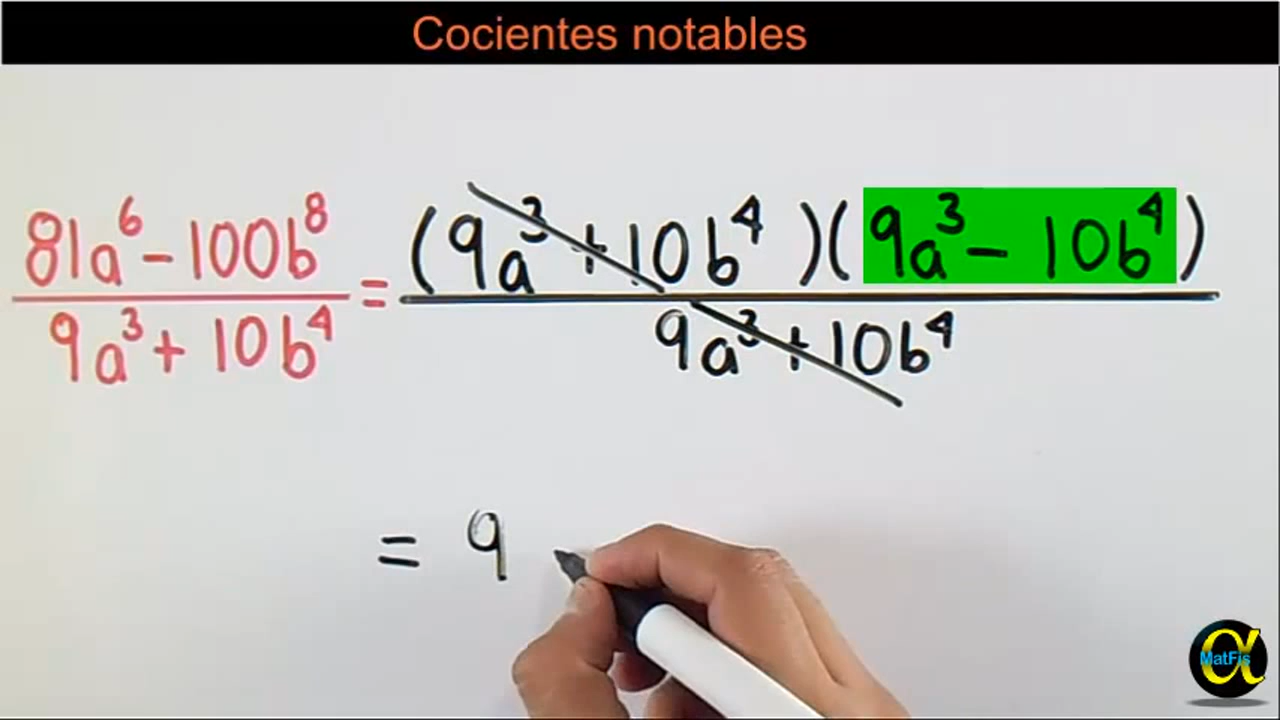 Cocientes notables
81a⁶ - 100b⁸ / 9a³ + 10b⁴ = (9a³ + 10b⁴)(9a³ - 10b⁴) / 9a³ + 10b⁴
= 9
MatFis α